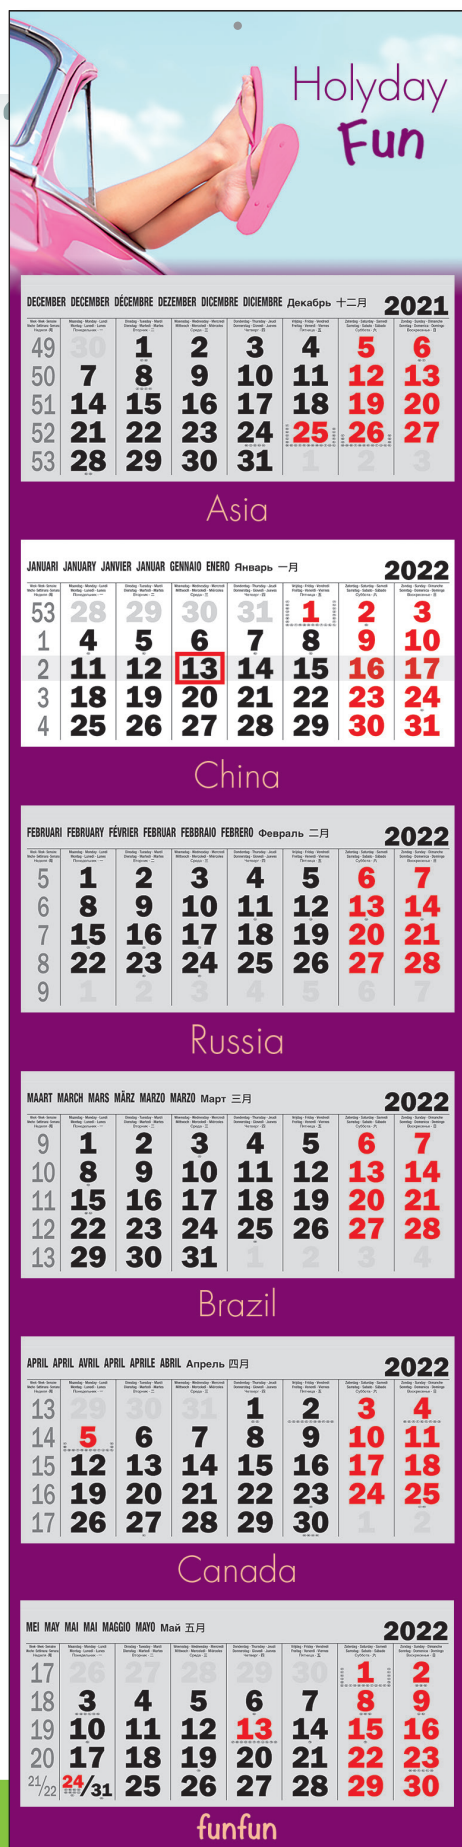 Holyday
Fun
DECEMBER DECEMBER DÉCEMBRE DEZEMBER DICEMBRE DICIEMBRE Декабрь 十二月 2021
49 30 1 2 3 4 5 6
50 7 8 9 10 11 12 13
51 14 15 16 17 18 19 20
52 21 22 23 24 25 26 27
53 28 29 30 31 1 2 3
Asia
JANUARI JANUARY JANVIER JANUAR GENNAIO ENERO Январь 一月 2022
53 28 29 30 31 1 2 3
1 4 5 6 7 8 9 10
2 11 12 13 14 15 16 17
3 18 19 20 21 22 23 24
4 25 26 27 28 29 30 31
China
FEBRUARI FEBRUARY FÉVRIER FEBRUAR FEBBRAIO FEBRERO Февраль 二月 2022
5 1 2 3 4 5 6 7
6 8 9 10 11 12 13 14
7 15 16 17 18 19 20 21
8 22 23 24 25 26 27 28
9 1 2 3 4 5 6 7
Russia
MAART MARCH MARS MÄRZ MARZO MARZO Март 三月 2022
9 1 2 3 4 5 6 7
10 8 9 10 11 12 13 14
11 15 16 17 18 19 20 21
12 22 23 24 25 26 27 28
13 29 30 31 1 2 3 4
Brazil
APRIL APRIL AVRIL APRIL APRILE ABRIL Апрель 四月 2022
13 29 30 31 1 2 3 4
14 5 6 7 8 9 10 11
15 12 13 14 15 16 17 18
16 19 20 21 22 23 24 25
17 26 27 28 29 30 1 2
Canada
MEI MAY MAI MAI MAGGIO MAYO Май 五月 2022
17 26 27 28 29 30 1 2
18 3 4 5 6 7 8 9
19 10 11 12 13 14 15 16
20 17 18 19 20 21 22 23
21/22 24/31 25 26 27 28 29 30
funfun